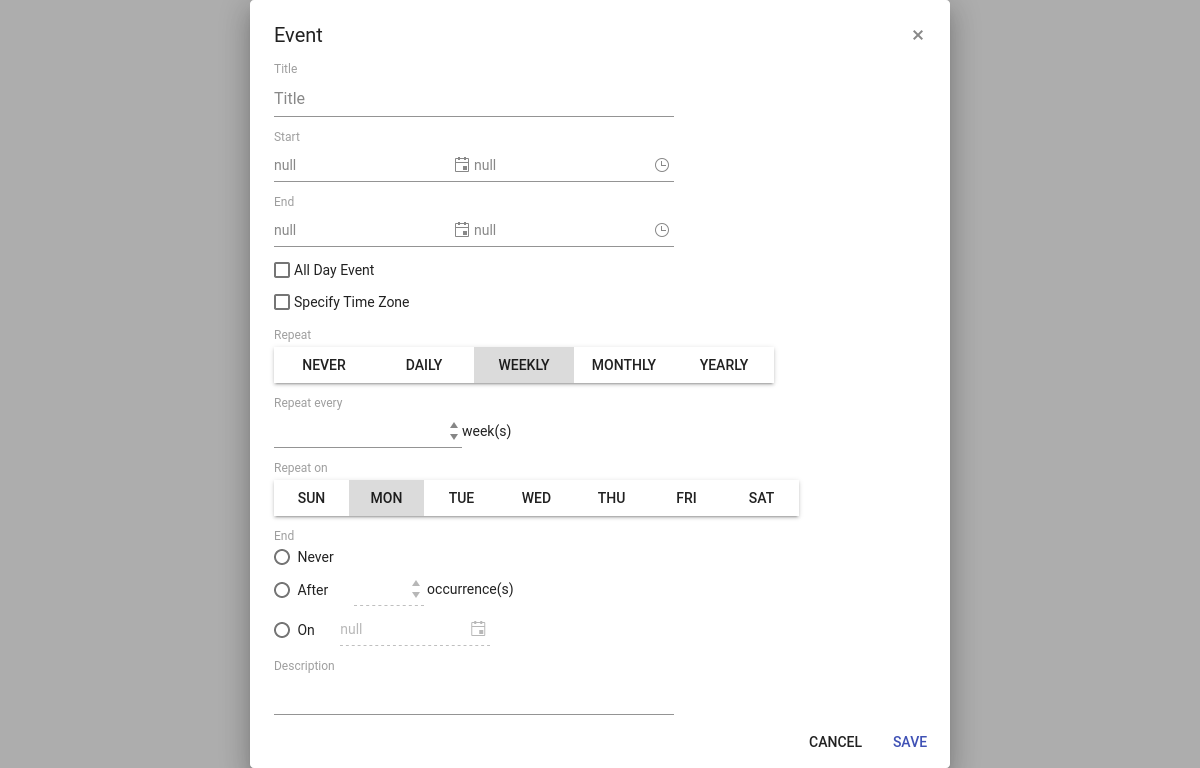 Event
Title
Title
Start
null null
End
null null
All Day Event
Specify Time Zone
Repeat
NEVER DAILY WEEKLY MONTHLY YEARLY
Repeat every
week(s)
Repeat on
SUN MON TUE WED THU FRI SAT
End
Never
After occurrence(s)
On null
Description
CANCEL SAVE